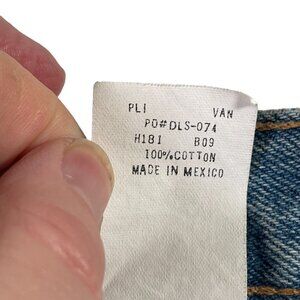 PLI VAN
PO#DLS-074
H181 B09
100%COTTON
MADE IN MEXICO